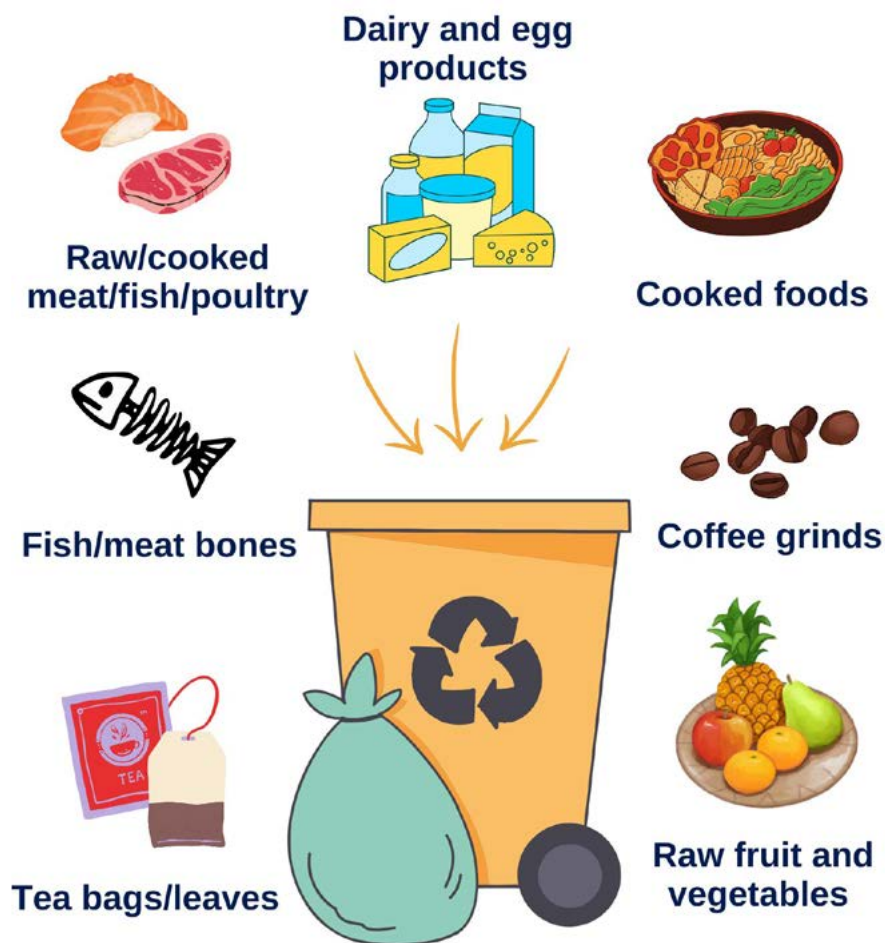 Dairy and egg
products
Raw/cooked
meat/fish/poultry
Cooked foods
Fish/meat bones
Coffee grinds
TEA
Tea bags/leaves
Raw fruit and
vegetables